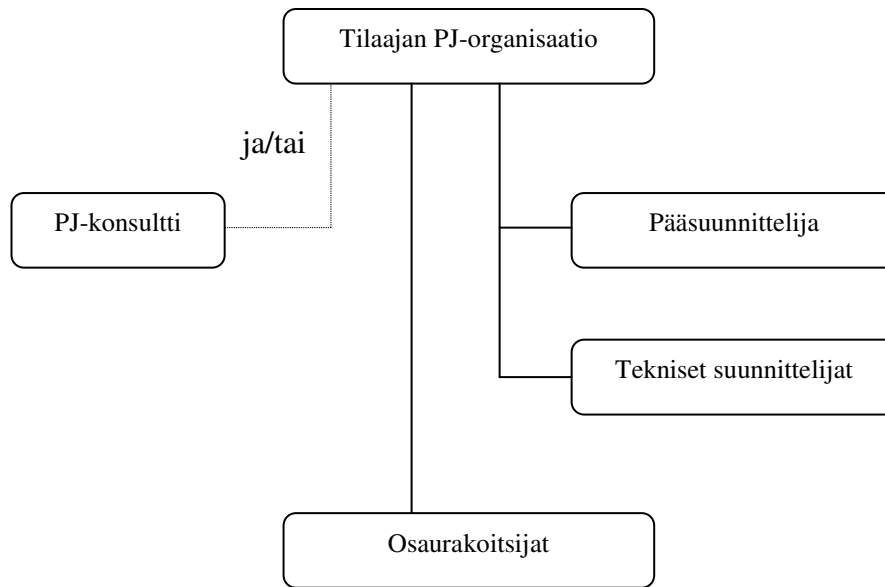 Tilaajan PJ-organisaatio
ja/tai
PJ-konsultti
Pääsuunnittelija
Tekniset suunnittelijat
Osaurakoitsijat